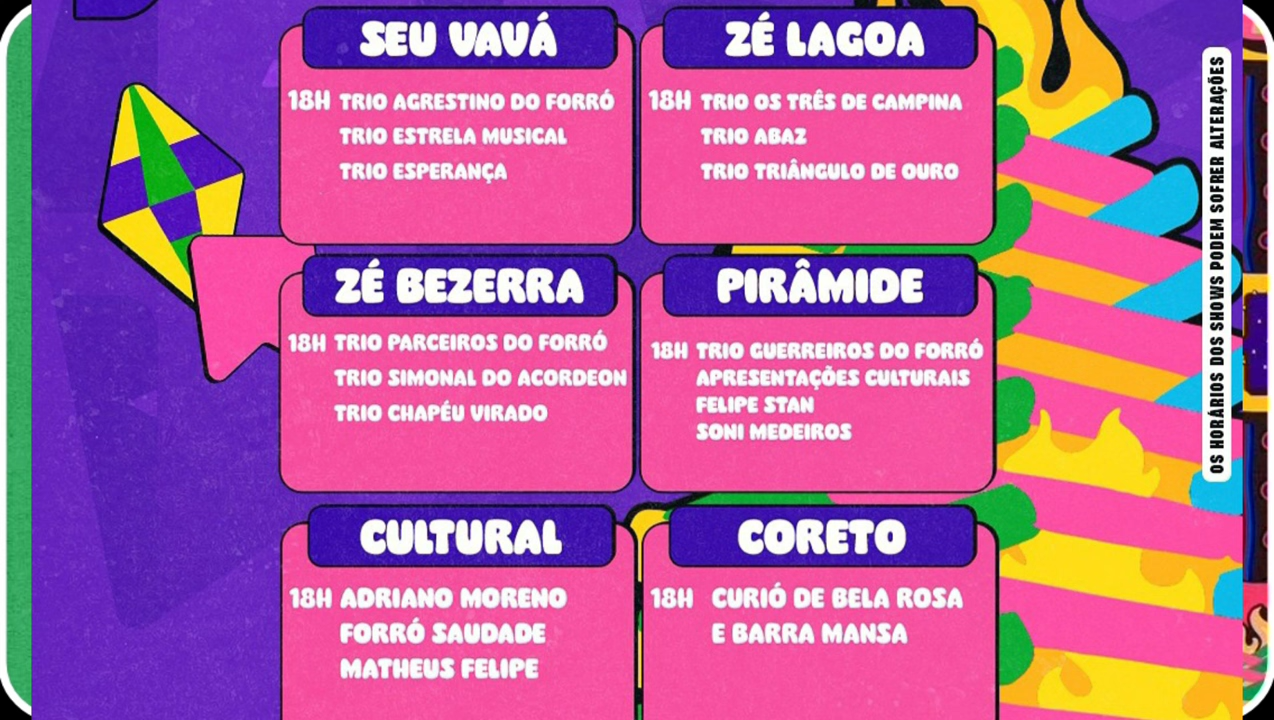 SEU VAVÁ
18H TRIO AGRESTINO DO FORRÓ
TRIO ESTRELA MUSICAL
TRIO ESPERANÇA
ZÉ LAGOA
18H TRIO OS TRÊS DE CAMPINA
TRIO ABAZ
TRIO TRIÂNGULO DE OURO
ZÉ BEZERRA
18H TRIO PARCEIROS DO FORRÓ
TRIO SIMONAL DO ACORDEON
TRIO CHAPÉU VIRADO
PIRÂMIDE
18H TRIO GUERREIROS DO FORRÓ
APRESENTAÇÕES CULTURAIS
FELIPE STAN
SONI MEDEIROS
CULTURAL
18H ADRIANO MORENO
FORRÓ SAUDADE
MATHEUS FELIPE
CORETO
18H CURIÓ DE BELA ROSA
E BARRA MANSA
OS HORÁRIOS DOS SHOWS PODEM SOFRER ALTERAÇÕES